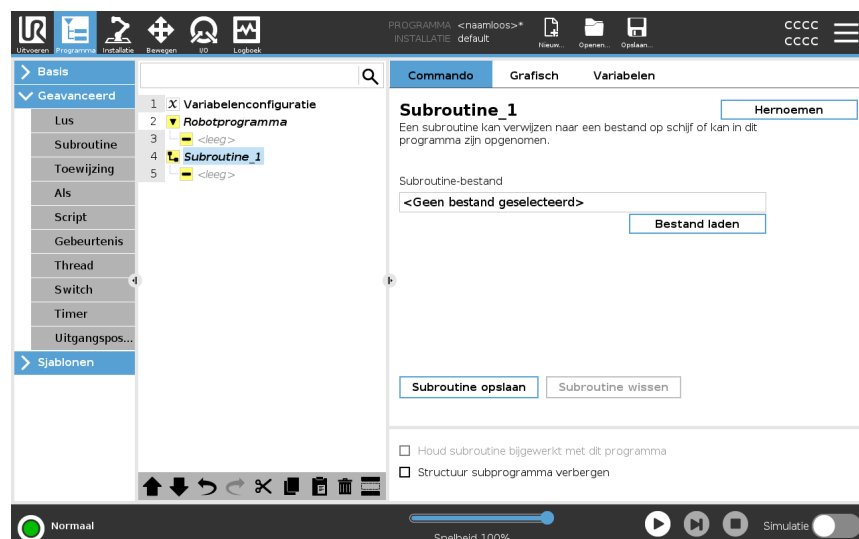 PROGRAMMA <naamloos>*
INSTALLATIE default
CCCC
CCCC
Uitvoeren Programma Installatie Bewegen I/O Logboek Nieuw... Openen... Opslaan...
Basis
Geavanceerd
Lus
Subroutine
Toewijzing
Als
Script
Gebeurtenis
Thread
Switch
Timer
Uitgangspos...
Sjablonen
1 X Variabelenconfiguratie
2 Robotprogramma
3 <leeg>
4 Subroutine_1
5 <leeg>
Commando Grafisch Variabelen
Subroutine_1
Hernoemen
Een subroutine kan verwijzen naar een bestand op schijf of kan in dit
programma zijn opgenomen.
Subroutine-bestand
<Geen bestand geselecteerd>
Bestand laden
Subroutine opslaan Subroutine wissen
Houd subroutine bijgewerkt met dit programma
Structuur subprogramma verbergen
Normaal
Snelheid 100%
Simulatie